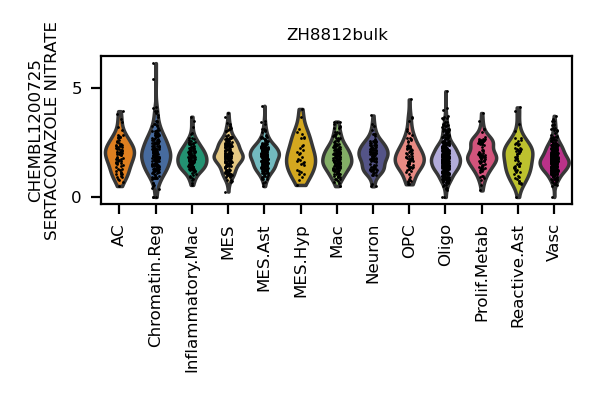 ZH8812bulk
CHEMBL1200725
SERTACONAZOLE NITRATE
5
0
AC
Chromatin.Reg
Inflammatory.Mac
MES
MES.Ast
MES.Hyp
Mac
Neuron
OPC
Oligo
Prolif.Metab
Reactive.Ast
Vasc